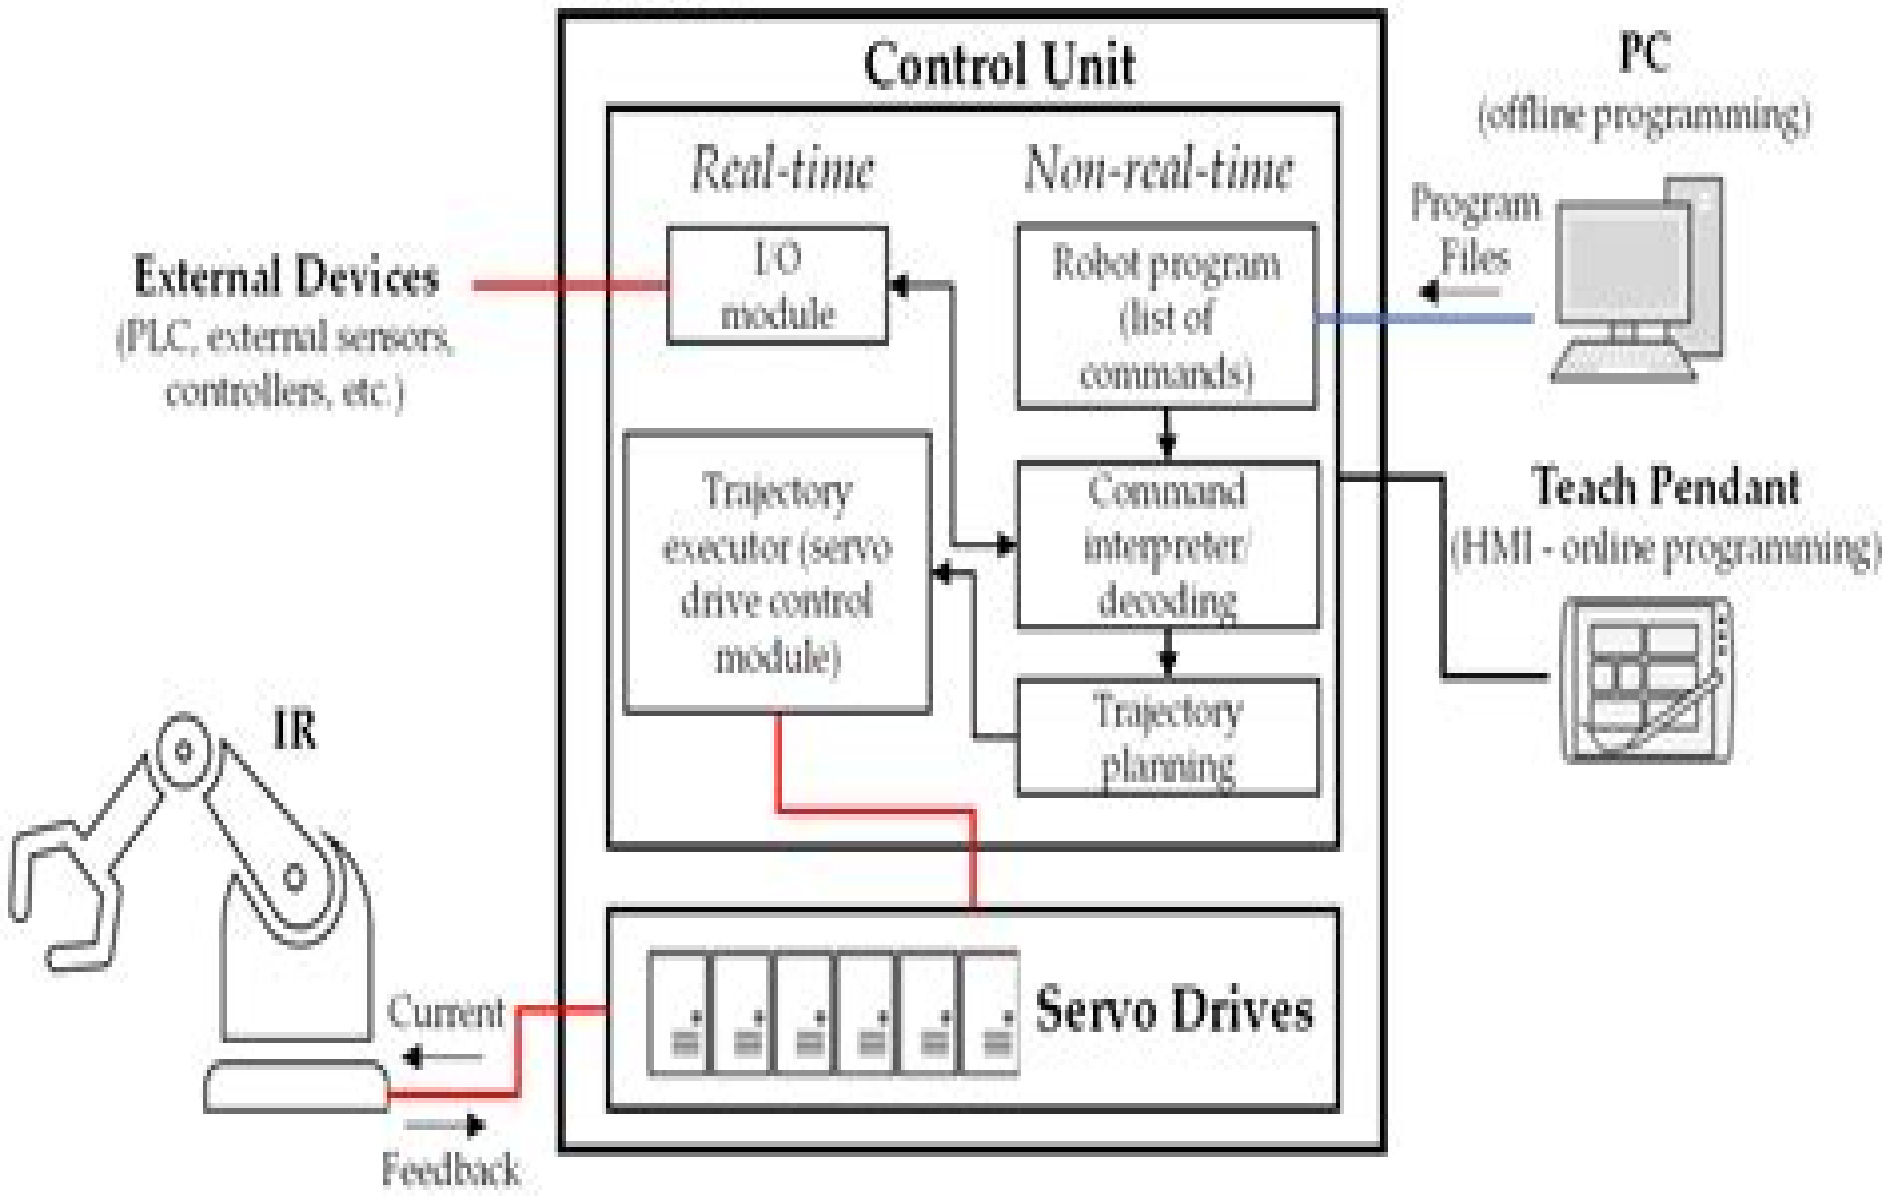 Control Unit
Real-time
Non-real-time
I/O
module
Robot program
(list of
commands)
Trajectory
executor (servo
drive control
module)
Command
interpreter/
decoding
Trajectory
planning
Servo Drives
External Devices
(PLC, external sensors,
controllers, etc.)
IR
Current
Feedback
PC
(offline programming)
Program
Files
Teach Pendant
(HMI - online programming)